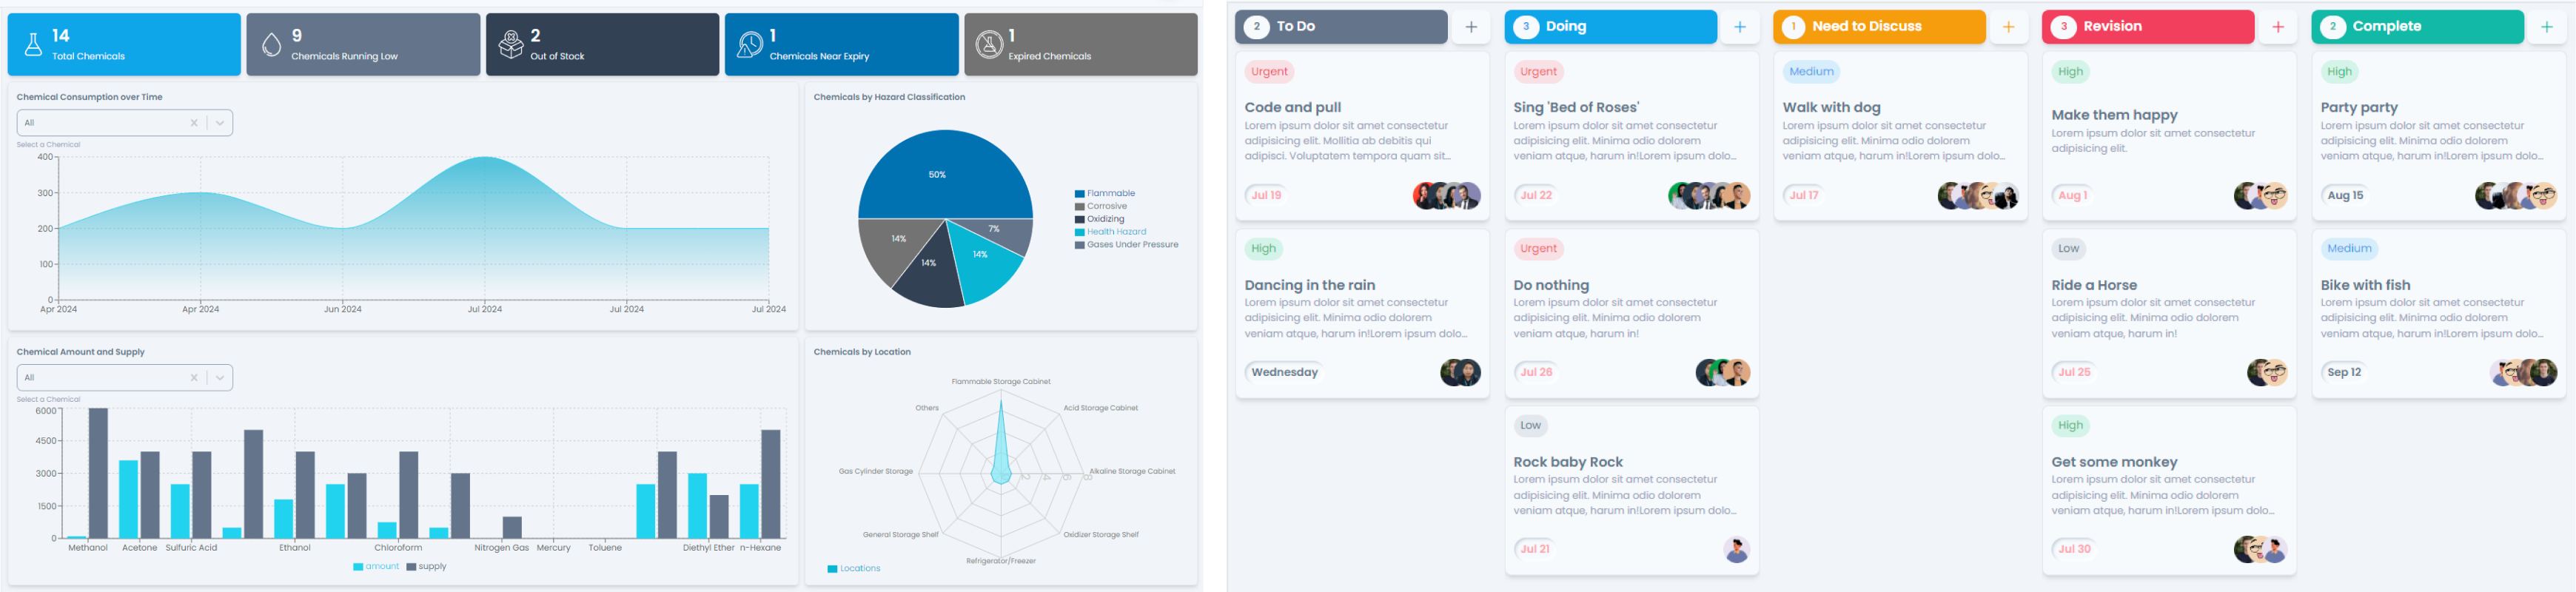 14
Total Chemicals
9
Chemicals Running Low
2
Out of Stock
1
Chemicals Near Expiry
1
Expired Chemicals
Chemical Consumption over Time
All
Select a Chemical
400
300
200
100
0
Apr 2024
Apr 2024
Jun 2024
Jul 2024
Jul 2024
Jul 2024
Chemicals by Hazard Classification
50%
14%
14%
14%
7%
Flammable
Corrosive
Oxidizing
Health Hazard
Gases Under Pressure
Chemical Amount and Supply
All
Select a Chemical
6000
4500
3000
1500
0
Methanol
Acetone
Sulfuric Acid
Ethanol
Chloroform
Nitrogen Gas
Mercury
Toluene
Diethyl Ether
n-Hexane
amount
supply
Chemicals by Location
Flammable Storage Cabinet
Acid Storage Cabinet
Alkaline Storage Cabinet
Oxidizer Storage Shelf
Refrigerator/Freezer
General Storage Shelf
Gas Cylinder Storage
Others
2
4
6
8
Locations
2 To Do +
Urgent
Code and pull
Lorem ipsum dolor sit amet consectetur
adipisicing elit. Mollitia ab debitis qui
adipisci. Voluptatem tempora quam sit...
Jul 19
High
Dancing in the rain
Lorem ipsum dolor sit amet consectetur
adipisicing elit. Minima odio dolorem
veniam atque, harum in!Lorem ipsum dolo...
Wednesday
3 Doing +
Urgent
Sing 'Bed of Roses'
Lorem ipsum dolor sit amet consectetur
adipisicing elit. Minima odio dolorem
veniam atque, harum in!Lorem ipsum dolo...
Jul 22
Urgent
Do nothing
Lorem ipsum dolor sit amet consectetur
adipisicing elit. Minima odio dolorem
veniam atque, harum in!
Jul 26
Low
Rock baby Rock
Lorem ipsum dolor sit amet consectetur
adipisicing elit. Minima odio dolorem
veniam atque, harum in!Lorem ipsum dolo...
Jul 21
1 Need to Discuss +
Medium
Walk with dog
Lorem ipsum dolor sit amet consectetur
adipisicing elit. Minima odio dolorem
veniam atque, harum in!Lorem ipsum dolo...
Jul 17
3 Revision +
High
Make them happy
Lorem ipsum dolor sit amet consectetur
adipisicing elit.
Aug 1
Low
Ride a Horse
Lorem ipsum dolor sit amet consectetur
adipisicing elit. Minima odio dolorem
veniam atque, harum in!
Jul 25
High
Get some monkey
Lorem ipsum dolor sit amet consectetur
adipisicing elit. Minima odio dolorem
veniam atque, harum in!Lorem ipsum dolo...
Jul 30
2 Complete +
High
Party party
Lorem ipsum dolor sit amet consectetur
adipisicing elit. Minima odio dolorem
veniam atque, harum in!Lorem ipsum dolo...
Aug 15
Medium
Bike with fish
Lorem ipsum dolor sit amet consectetur
adipisicing elit. Minima odio dolorem
veniam atque, harum in!Lorem ipsum dolo...
Sep 12